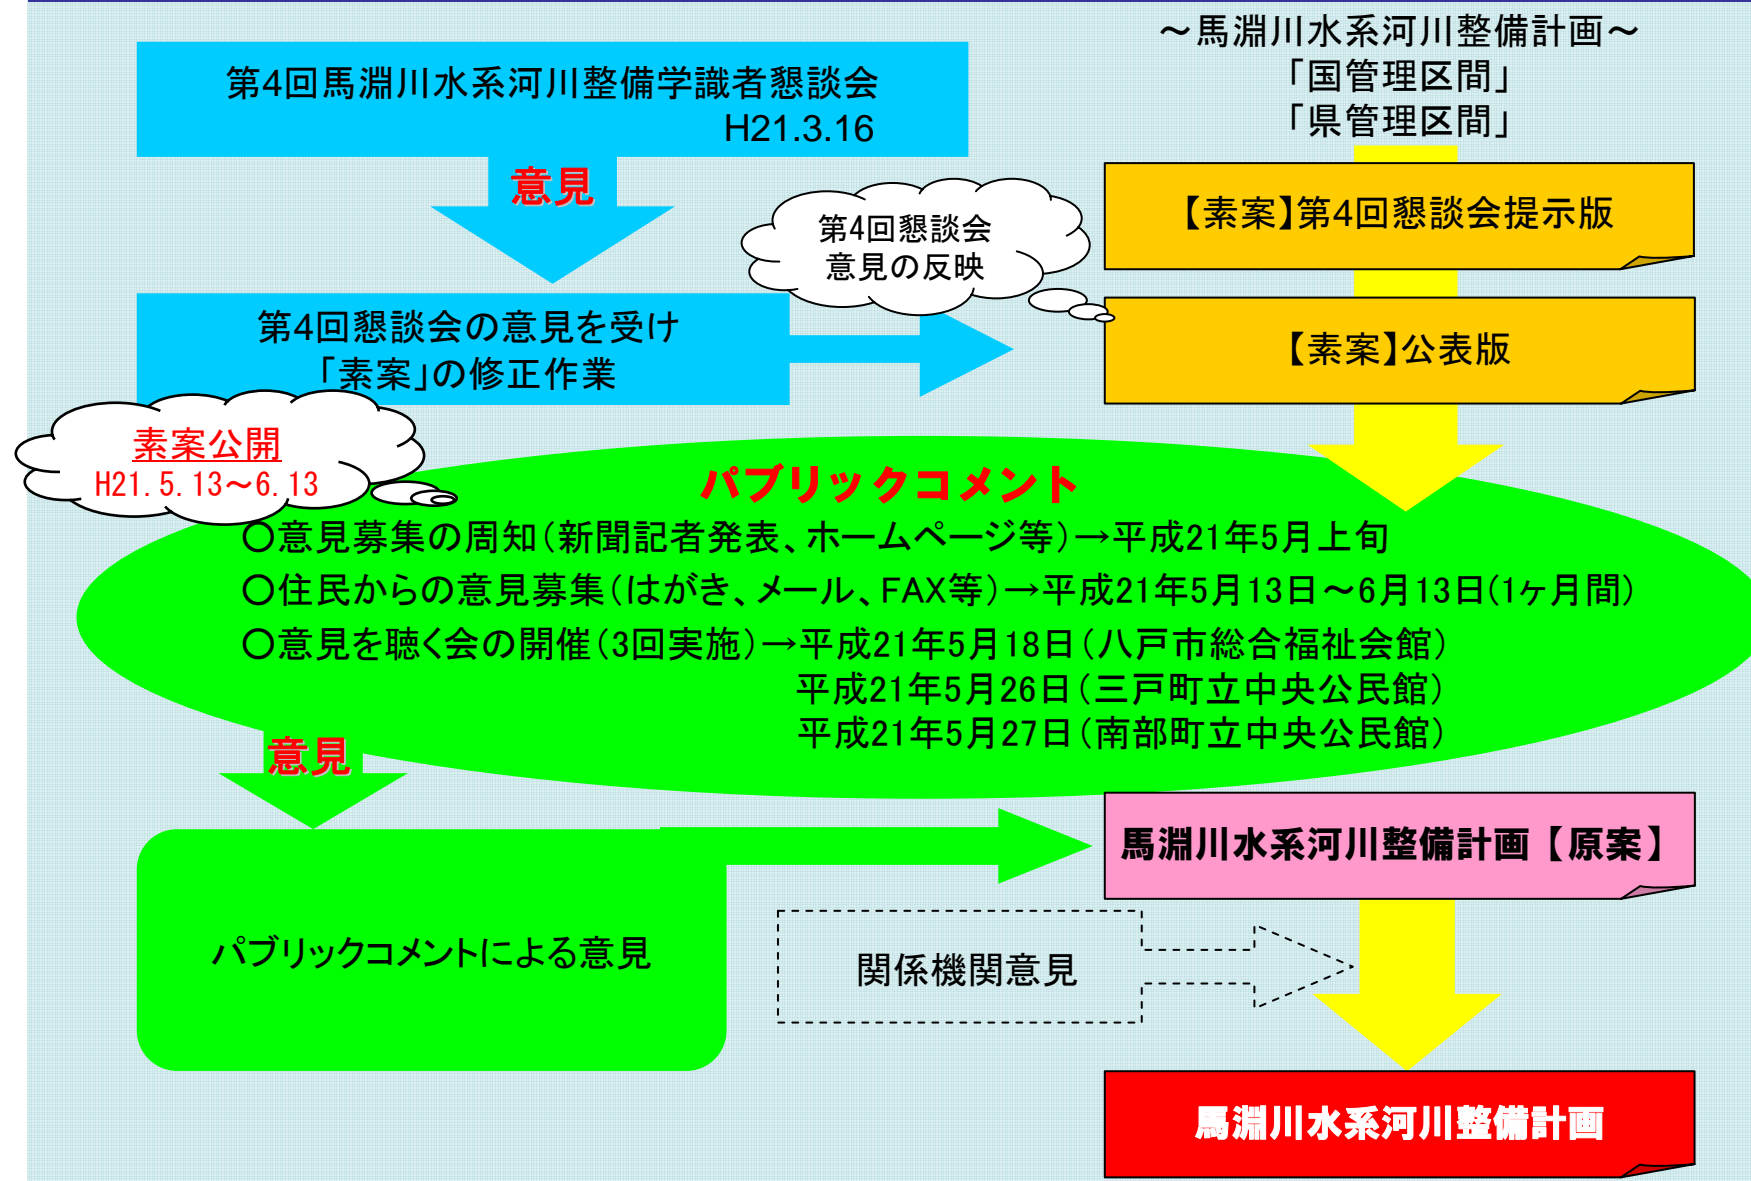 ～馬淵川水系河川整備計画～
「国管理区間」
「県管理区間」
第4回馬淵川水系河川整備学識者懇談会
H21.3.16
意見
【素案】第4回懇談会提示版
第4回懇談会
意見の反映
第4回懇談会の意見を受け
「素案」の修正作業
【素案】公表版
素案公開
H21.5.13～6.13
パブリックコメント
○意見募集の周知（新聞記者発表、ホームページ等）→平成21年5月上旬
○住民からの意見募集（はがき、メール、FAX等）→平成21年5月13日～6月13日(1ヶ月間)
○意見を聴く会の開催（3回実施）→平成21年5月18日（八戸市総合福祉会館）
平成21年5月26日（三戸町立中央公民館）
平成21年5月27日（南部町立中央公民館）
意見
馬淵川水系河川整備計画【原案】
パブリックコメントによる意見
関係機関意見
馬淵川水系河川整備計画